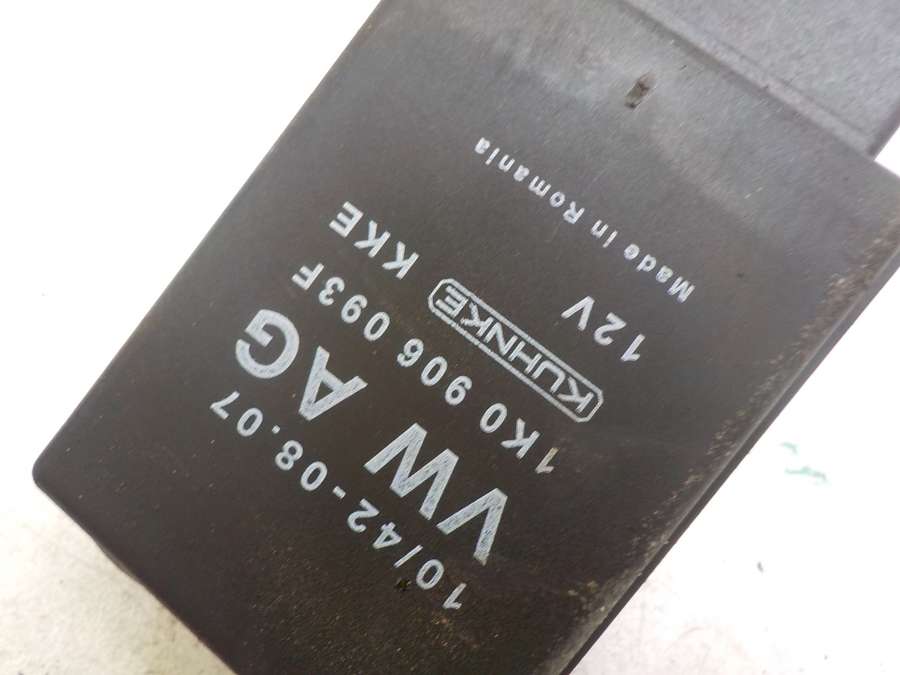 10/42-08.07
VW AG
1K0 906 093F
KUHNKE KKE
12V
Made in Romania